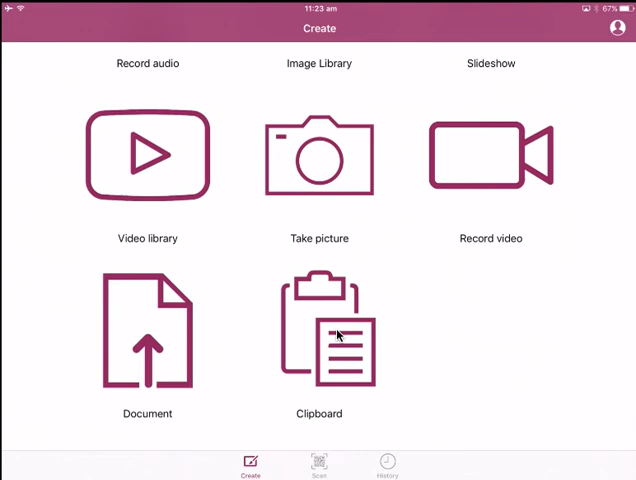 11:23 am
67%
Create
Record audio
Image Library
Slideshow
Video library
Take picture
Record video
Document
Clipboard
Create
Scan
History